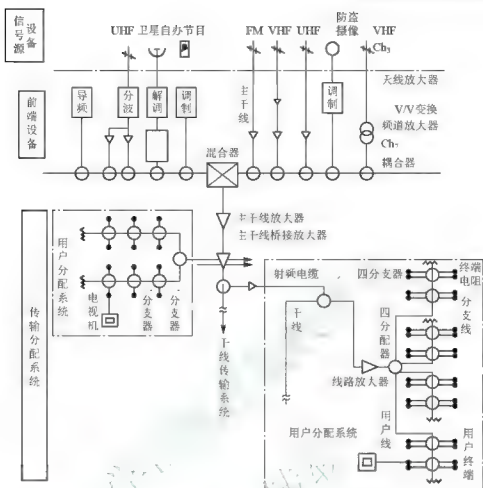 信号源
设备
UHF 卫星 自办节目
FM VHF UHF
防盗
摄像
VHF
Ch₃
天线放大器
前端设备
导频
分波
解调
调制
主干线
调制
V/V变换
频道放大器
混合器
耦合器
主干线放大器
主干线桥接放大器
传输分配系统
用户分配系统
电视机
分支器
分支器
射频电缆
四分支器
终端
电阻
干线
四分配器
分支线
干线传输系统
线路放大器
用户分配系统
用户线
用户终端